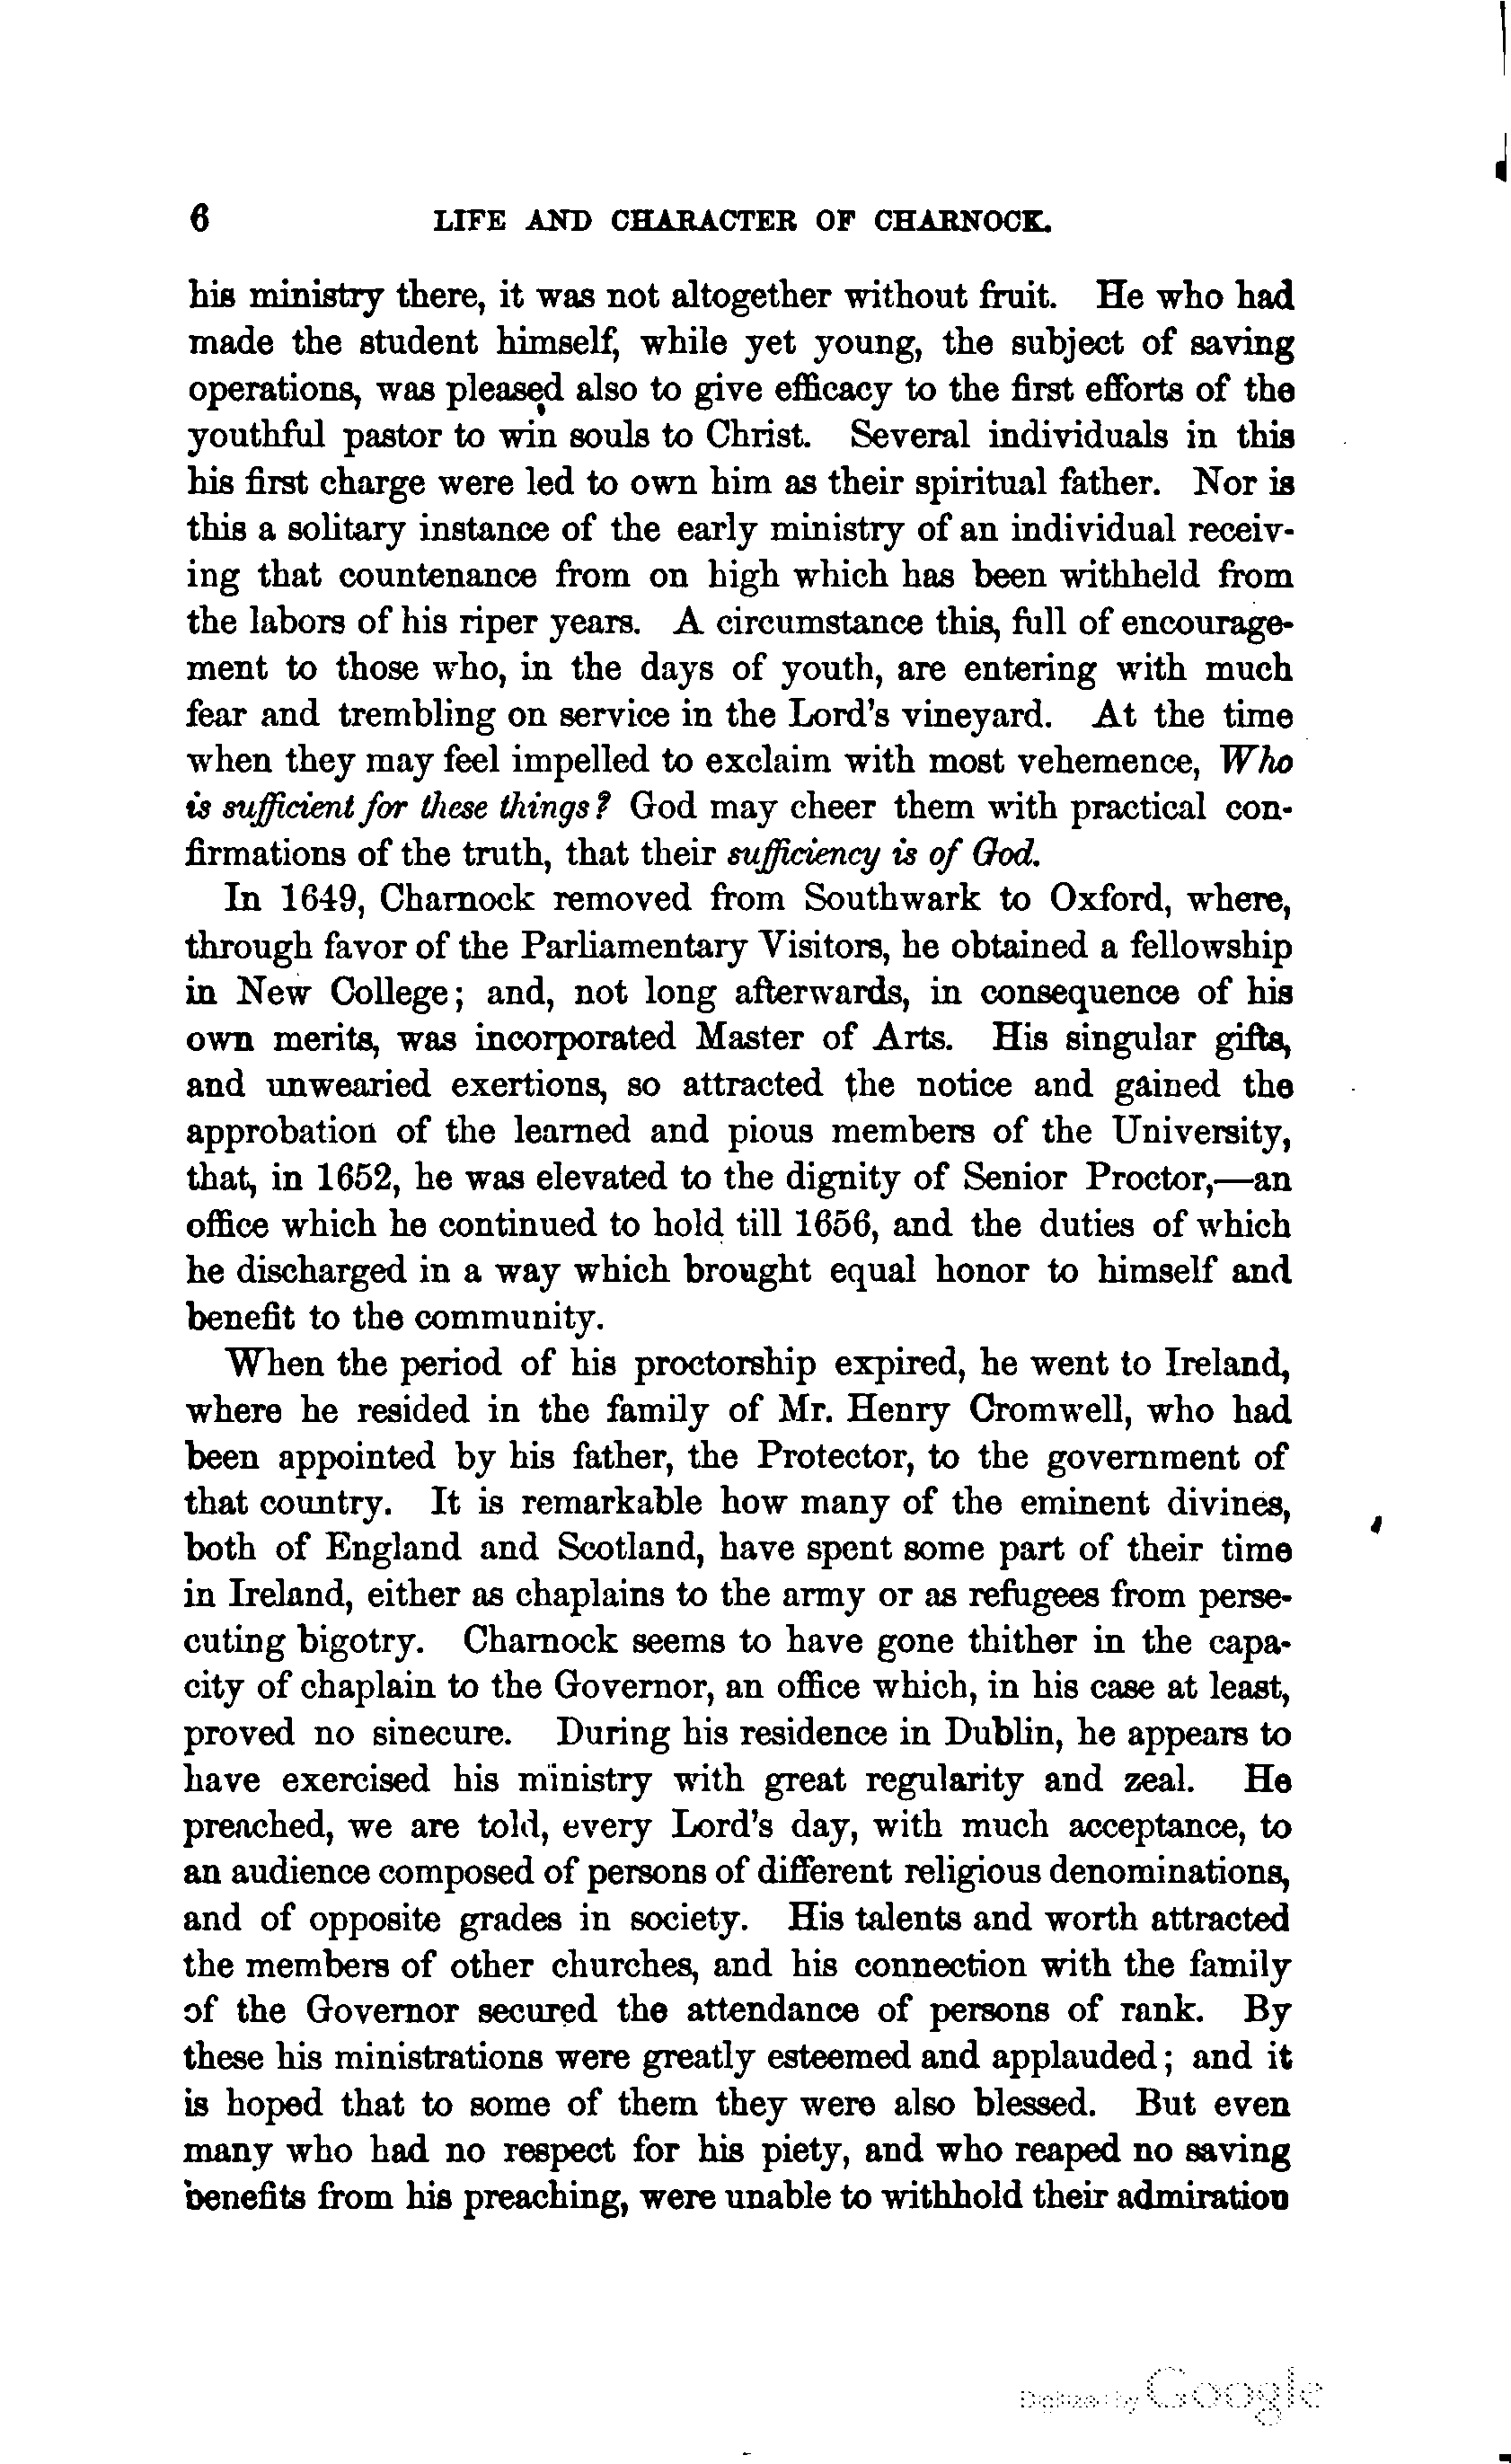 6 LIFE AND CHARACTER OF CHARNOCK.
his ministry there, it was not altogether without fruit. He who had
made the student himself, while yet young, the subject of saving
operations, was pleased also to give efficacy to the first efforts of the
youthful pastor to win souls to Christ. Several individuals in this
his first charge were led to own him as their spiritual father. Nor is
this a solitary instance of the early ministry of an individual receiv-
ing that countenance from on high which has been withheld from
the labors of his riper years. A circumstance this, full of encourage-
ment to those who, in the days of youth, are entering with much
fear and trembling on service in the Lord's vineyard. At the time
when they may feel impelled to exclaim with most vehemence, Who
is sufficient for these things? God may cheer them with practical con-
firmations of the truth, that their sufficiency is of God.
In 1649, Charnock removed from Southwark to Oxford, where,
through favor of the Parliamentary Visitors, he obtained a fellowship
in New College; and, not long afterwards, in consequence of his
own merits, was incorporated Master of Arts. His singular gifts,
and unwearied exertions, so attracted the notice and gained the
approbation of the learned and pious members of the University,
that, in 1652, he was elevated to the dignity of Senior Proctor,—an
office which he continued to hold till 1656, and the duties of which
he discharged in a way which brought equal honor to himself and
benefit to the community.
When the period of his proctorship expired, he went to Ireland,
where he resided in the family of Mr. Henry Cromwell, who had
been appointed by his father, the Protector, to the government of
that country. It is remarkable how many of the eminent divines,
both of England and Scotland, have spent some part of their time
in Ireland, either as chaplains to the army or as refugees from perse-
cuting bigotry. Charnock seems to have gone thither in the capa-
city of chaplain to the Governor, an office which, in his case at least,
proved no sinecure. During his residence in Dublin, he appears to
have exercised his ministry with great regularity and zeal. He
preached, we are told, every Lord's day, with much acceptance, to
an audience composed of persons of different religious denominations,
and of opposite grades in society. His talents and worth attracted
the members of other churches, and his connection with the family
of the Governor secured the attendance of persons of rank. By
these his ministrations were greatly esteemed and applauded; and it
is hoped that to some of them they were also blessed. But even
many who had no respect for his piety, and who reaped no saving
benefits from his preaching, were unable to withhold their admiration
Digitized by Google